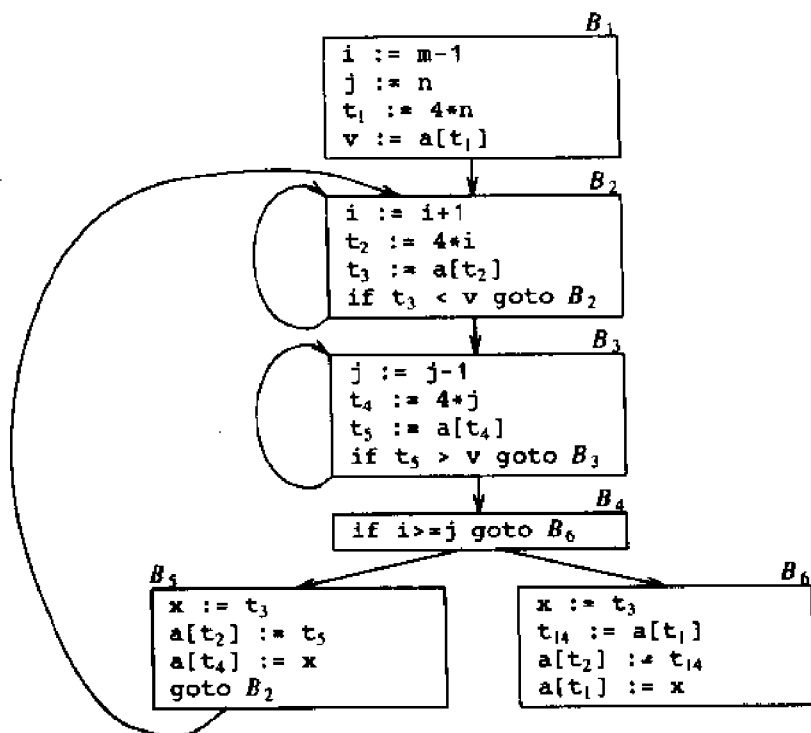 B₁
i := m-1
j := n
t₁ := 4*n
v := a[t₁]
B₂
i := i+1
t₂ := 4*i
t₃ := a[t₂]
if t₃ < v goto B₂
B₃
j := j-1
t₄ := 4*j
t₅ := a[t₄]
if t₅ > v goto B₃
B₄
if i>=j goto B₆
B₅
x := t₃
a[t₂] := t₅
a[t₄] := x
goto B₂
B₆
x := t₃
t₁₄ := a[t₁]
a[t₂] := t₁₄
a[t₁] := x